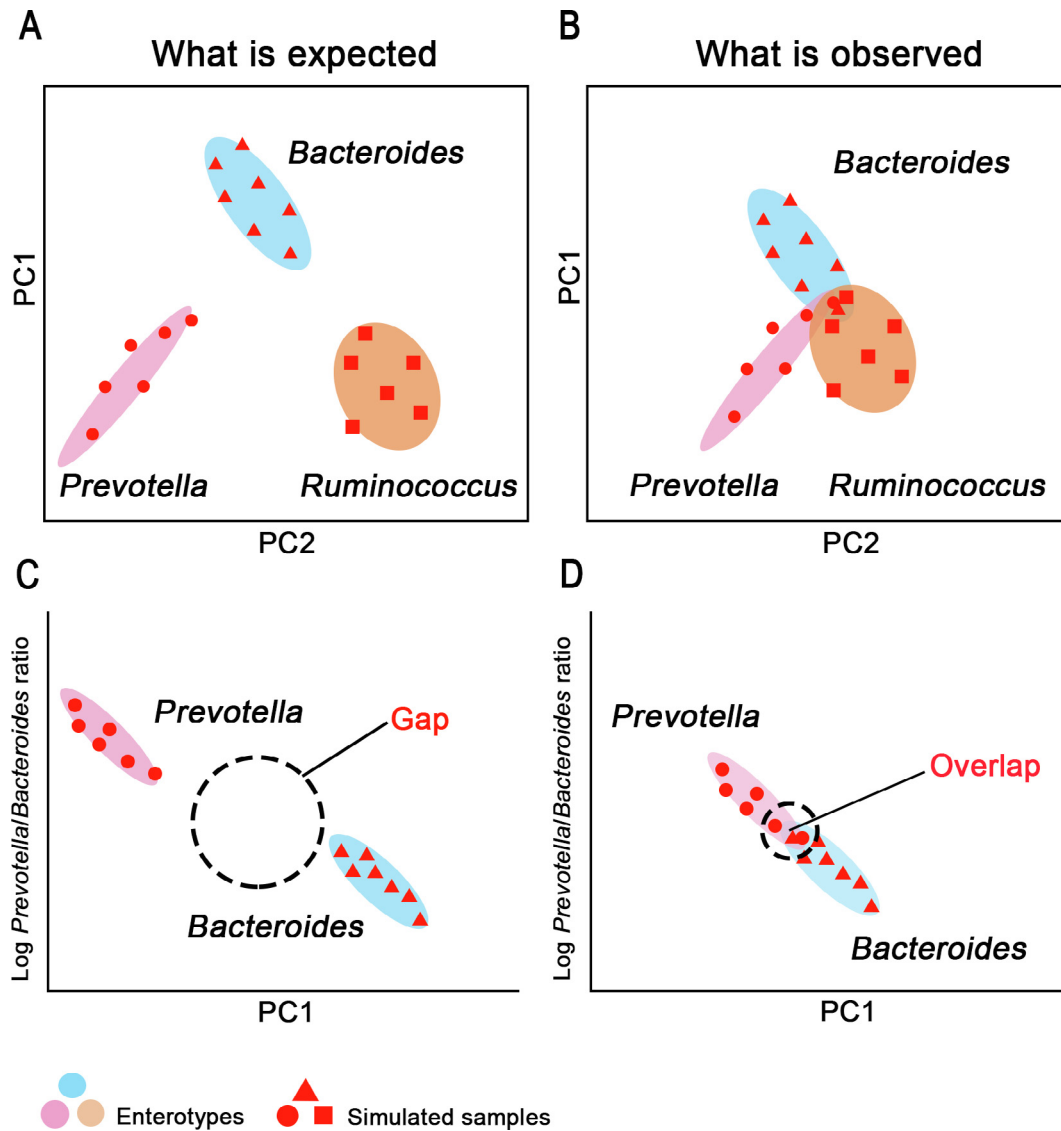 A
What is expected
Bacteroides
PC1
Prevotella
Ruminococcus
PC2
B
What is observed
Bacteroides
PC1
Prevotella
Ruminococcus
PC2
C
Log Prevotella/Bacteroides ratio
Prevotella
Gap
Bacteroides
PC1
D
Log Prevotella/Bacteroides ratio
Prevotella
Overlap
Bacteroides
PC1
Enterotypes
Simulated samples